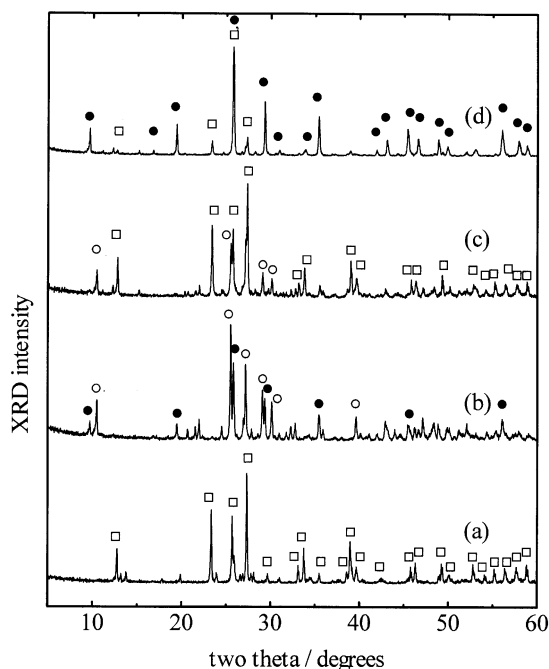 (d)
(c)
(b)
(a)
XRD intensity
10 20 30 40 50 60
two theta / degrees